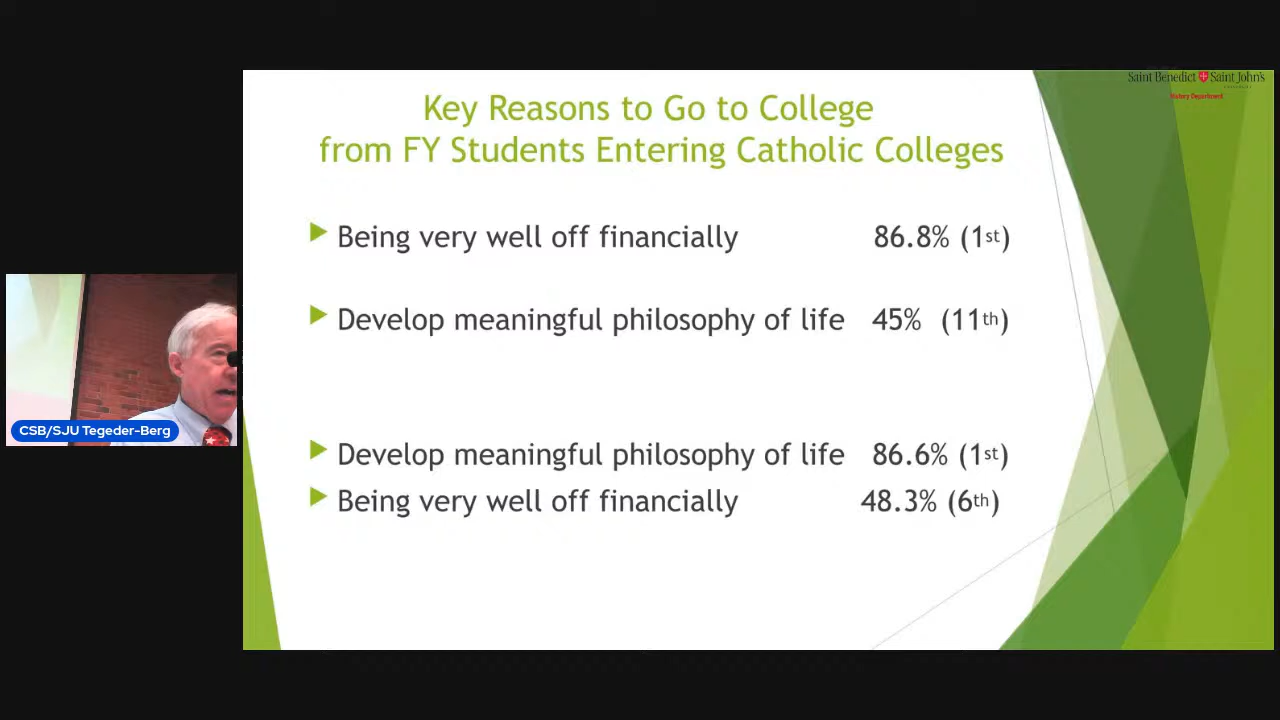 Saint Benedict Saint John's
History Department
Key Reasons to Go to College
from FY Students Entering Catholic Colleges
Being very well off financially 86.8% (1st)
Develop meaningful philosophy of life 45% (11th)
CSB/SJU Tegeder-Berg
Develop meaningful philosophy of life 86.6% (1st)
Being very well off financially 48.3% (6th)